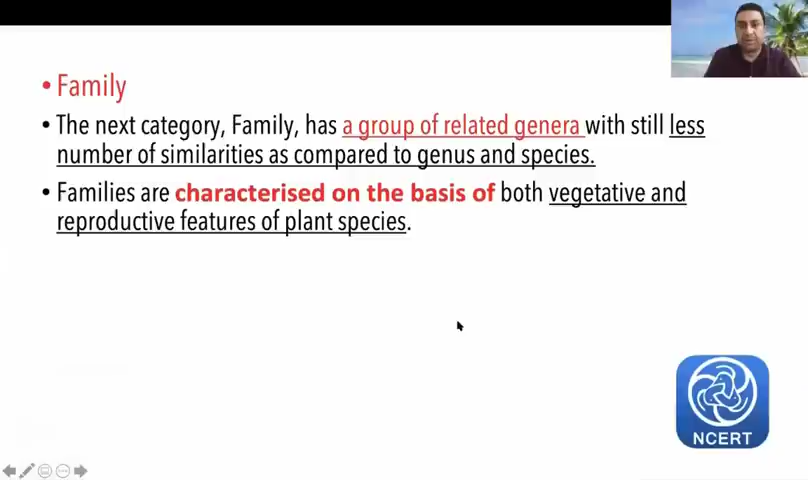 • Family
• The next category, Family, has a group of related genera with still less
number of similarities as compared to genus and species.
• Families are characterised on the basis of both vegetative and
reproductive features of plant species.
NCERT